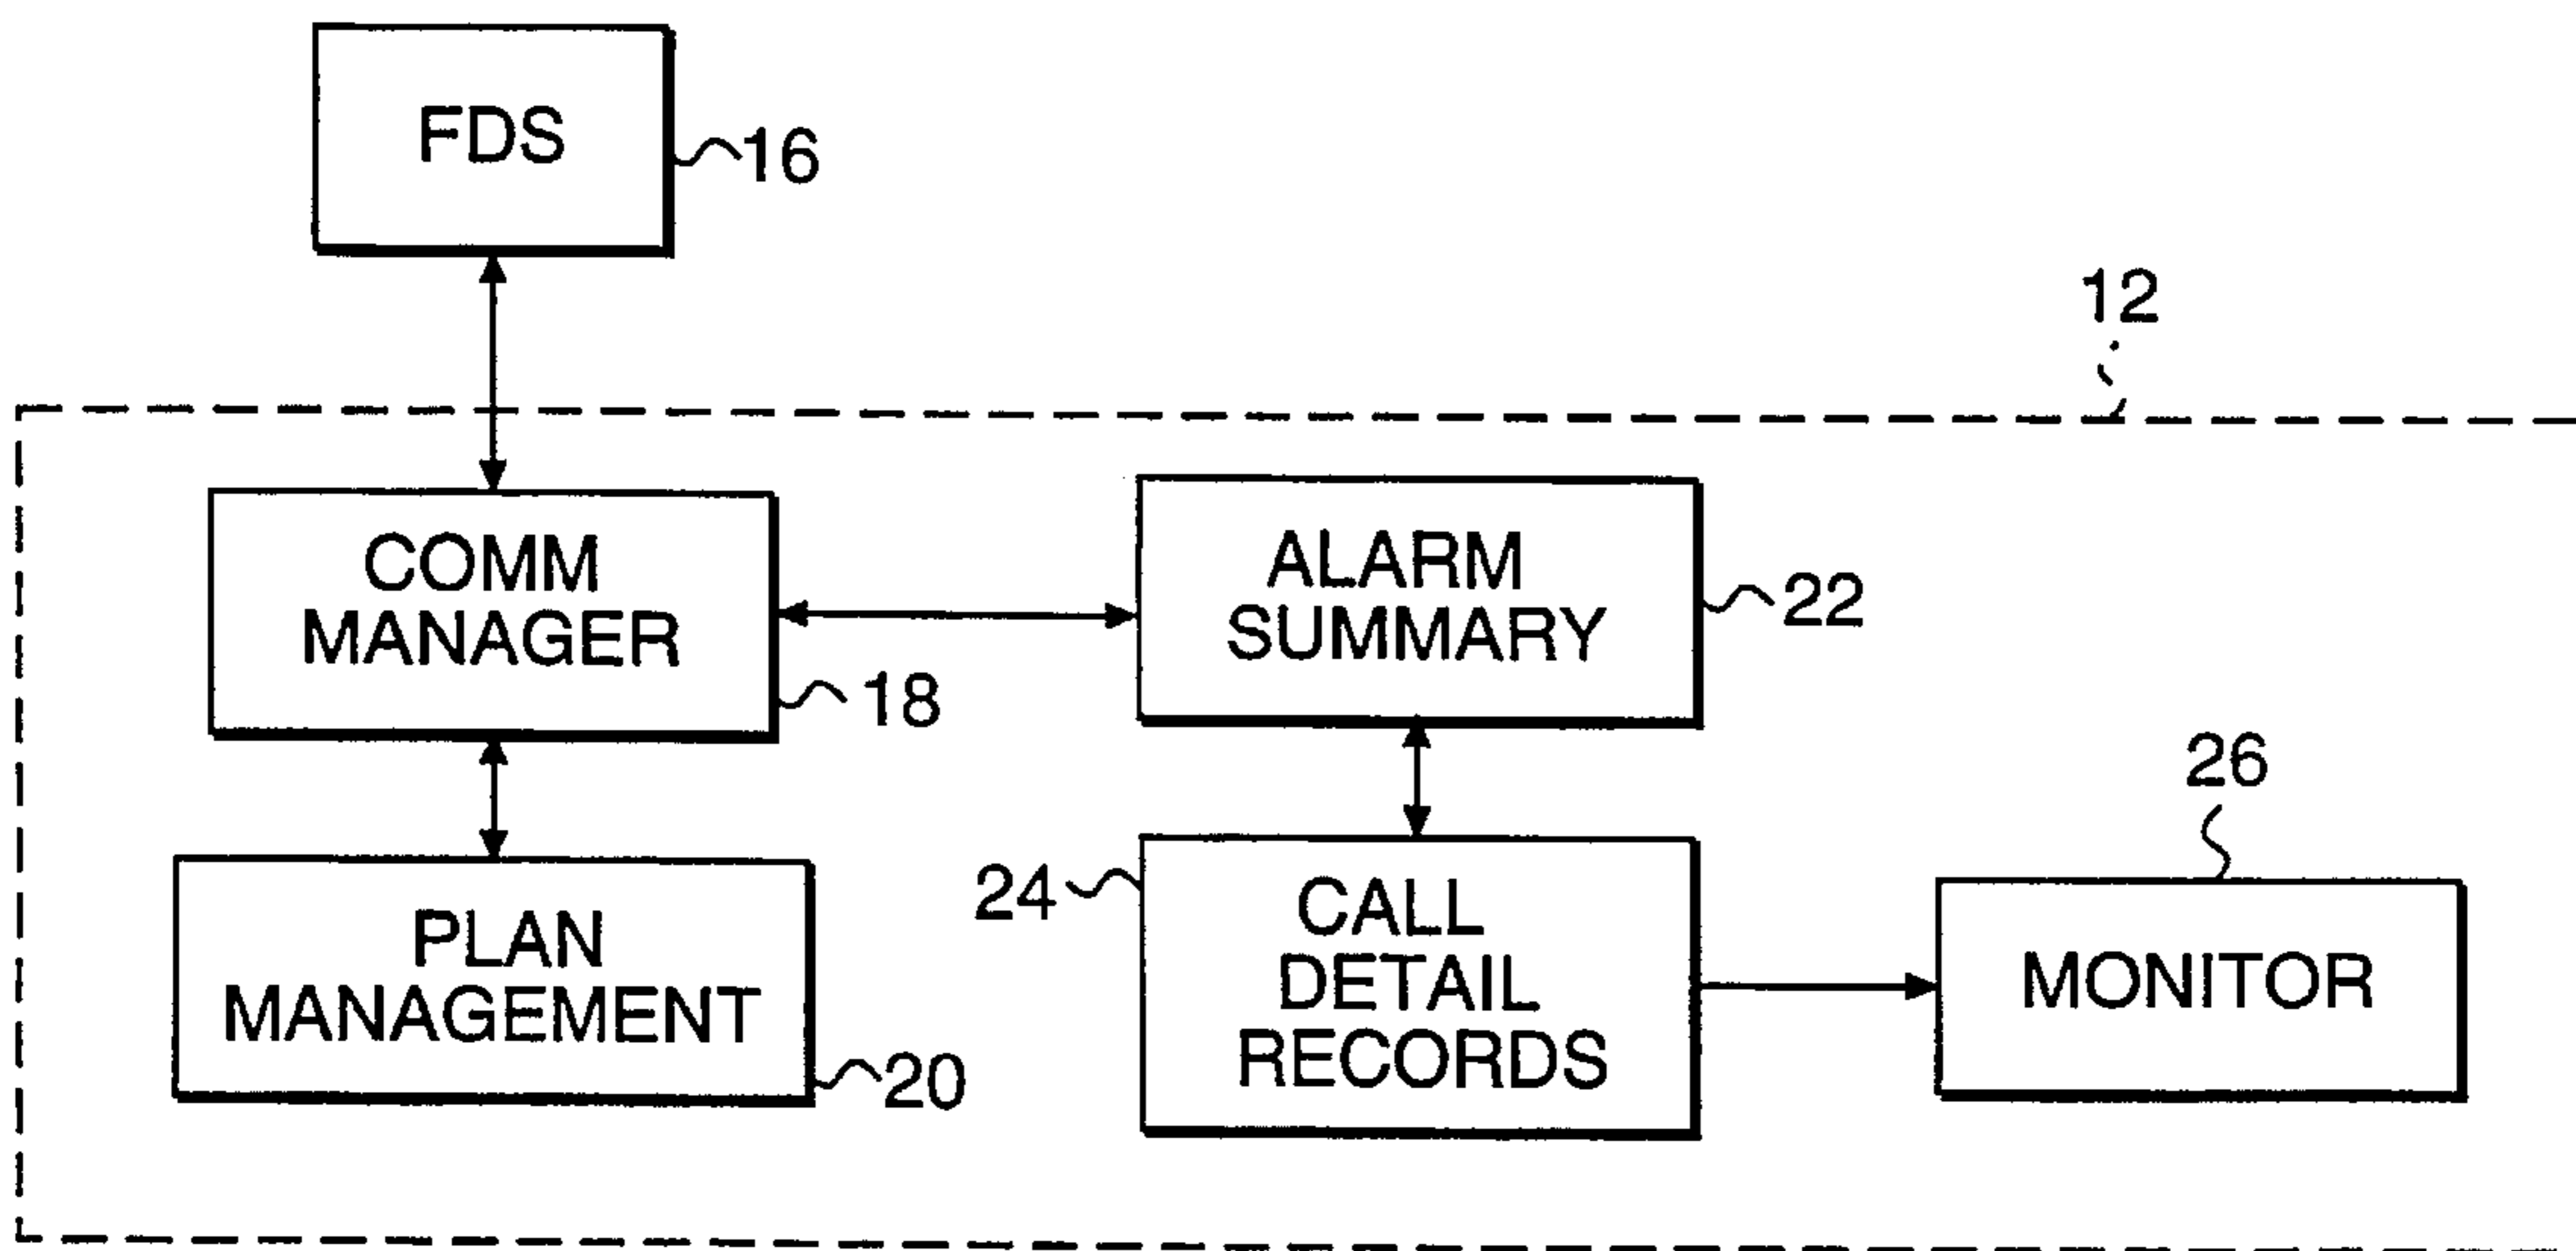 FDS
16
12
COMM
MANAGER
18
ALARM
SUMMARY
22
PLAN
MANAGEMENT
20
24
CALL
DETAIL
RECORDS
26
MONITOR